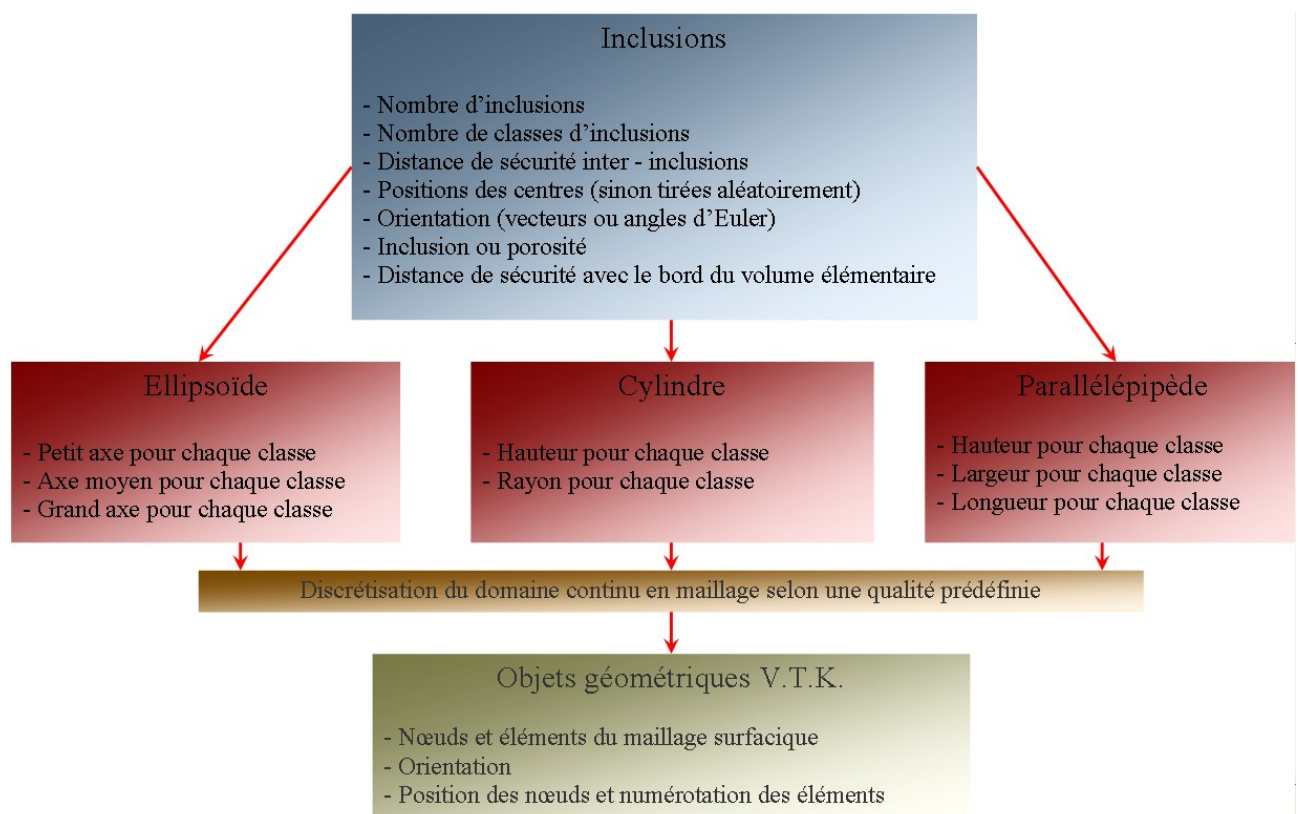 Inclusions
- Nombre d'inclusions
- Nombre de classes d'inclusions
- Distance de sécurité inter - inclusions
- Positions des centres (sinon tirées aléatoirement)
- Orientation (vecteurs ou angles d'Euler)
- Inclusion ou porosité
- Distance de sécurité avec le bord du volume élémentaire
Ellipsoïde
- Petit axe pour chaque classe
- Axe moyen pour chaque classe
- Grand axe pour chaque classe
Cylindre
- Hauteur pour chaque classe
- Rayon pour chaque classe
Parallélépipède
- Hauteur pour chaque classe
- Largeur pour chaque classe
- Longueur pour chaque classe
Discrétisation du domaine continu en maillage selon une qualité prédéfinie
Objets géométriques V.T.K.
- Nœuds et éléments du maillage surfacique
- Orientation
- Position des nœuds et numérotation des éléments